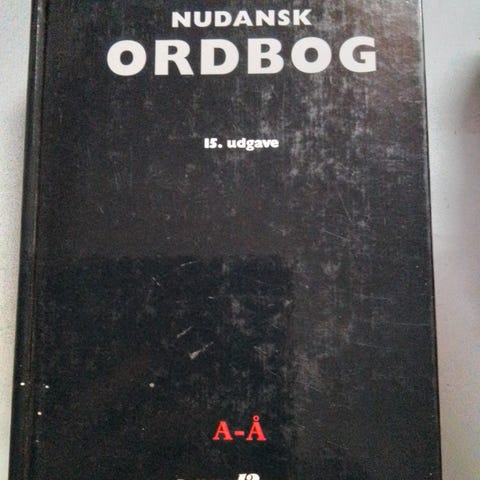 NUDANSK
ORDBOG
15. udgave
A-Å